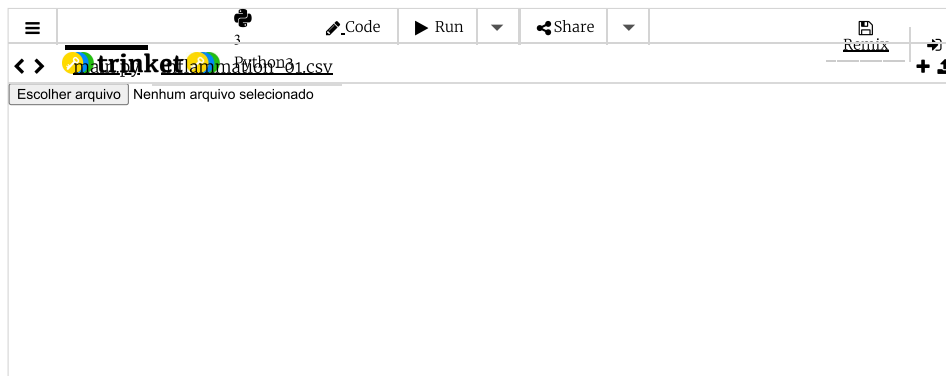 Code Run Share
3
Remix
trinket main.py inflammation-01.csv Python3
Escolher arquivo Nenhum arquivo selecionado